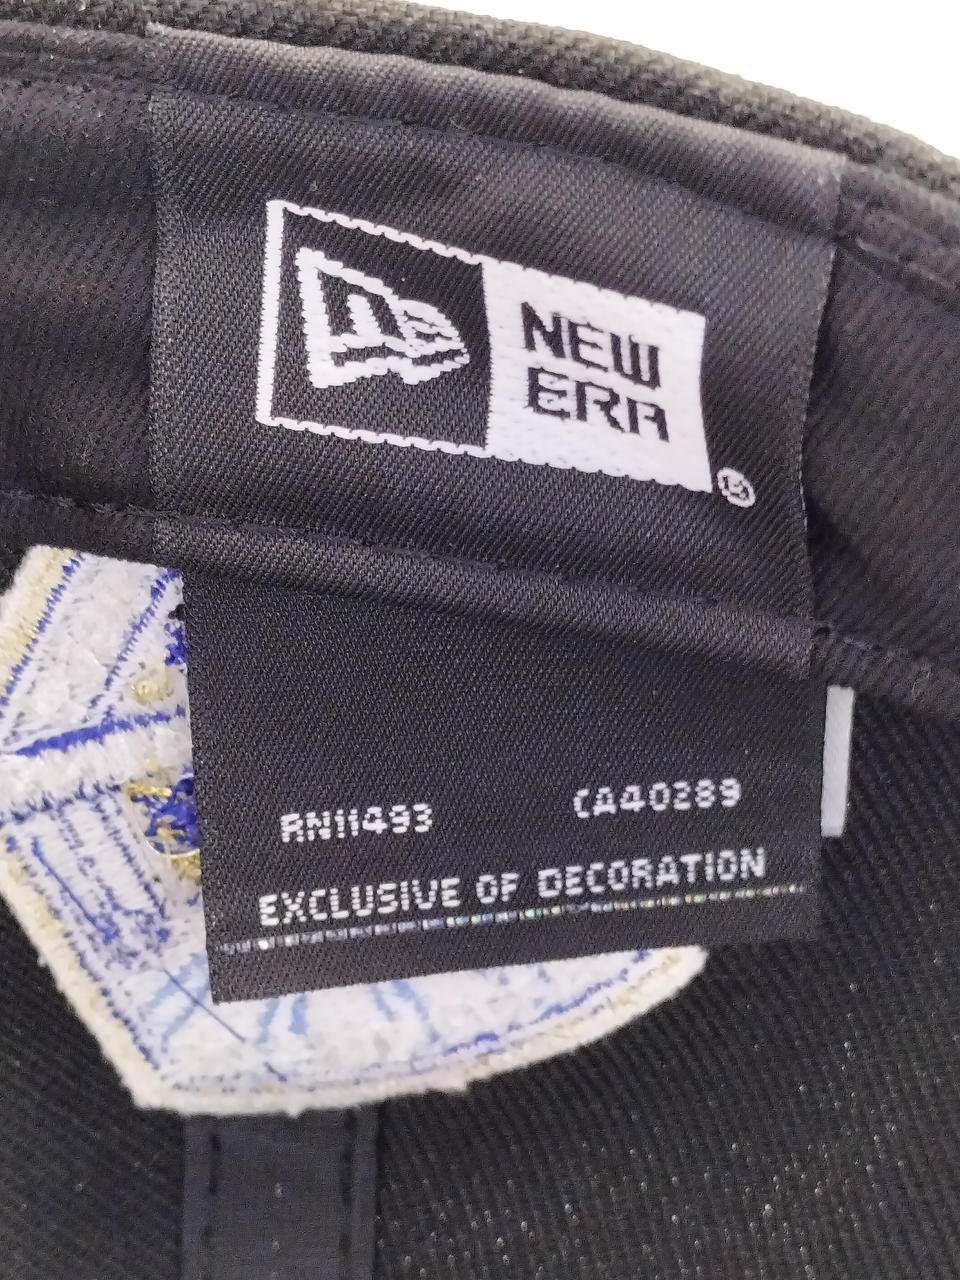 NEW
ERA
®
RN11493 CA40289
EXCLUSIVE OF DECORATION